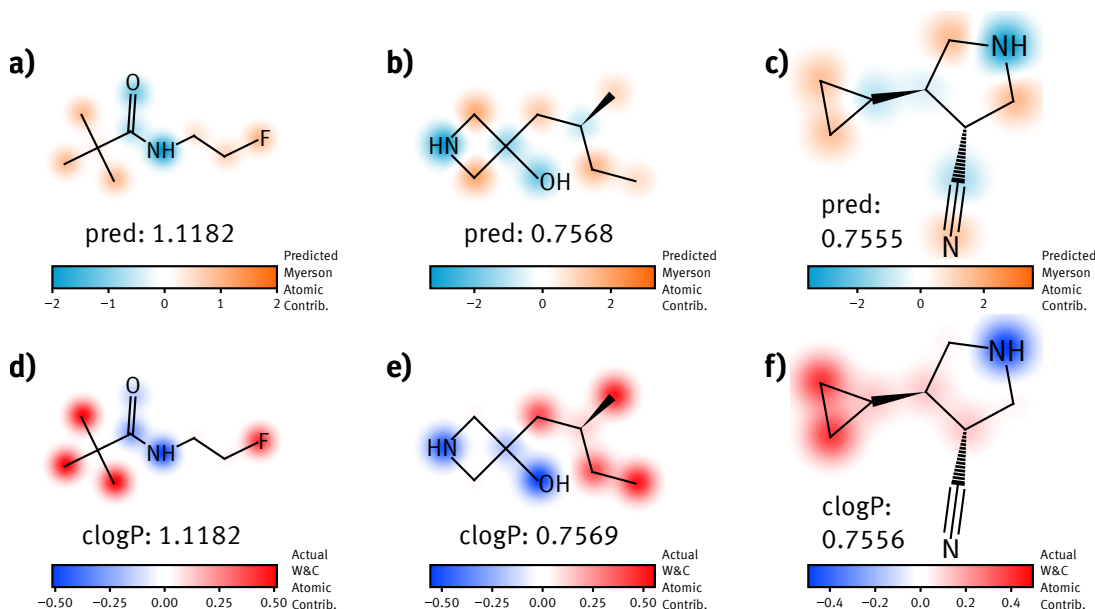 a)
O
NH
F
pred: 1.1182
Predicted
Myerson
Atomic
Contrib.
−2 −1 0 1 2
b)
HN
OH
pred: 0.7568
Predicted
Myerson
Atomic
Contrib.
−2 0 2
c)
NH
N
pred:
0.7555
Predicted
Myerson
Atomic
Contrib.
−2 0 2
d)
O
NH
F
clogP: 1.1182
Actual
W&C
Atomic
Contrib.
−0.50 −0.25 0.00 0.25 0.50
e)
HN
OH
clogP: 0.7569
Actual
W&C
Atomic
Contrib.
−0.50 −0.25 0.00 0.25 0.50
f)
NH
N
clogP:
0.7556
Actual
W&C
Atomic
Contrib.
−0.4 −0.2 0.0 0.2 0.4